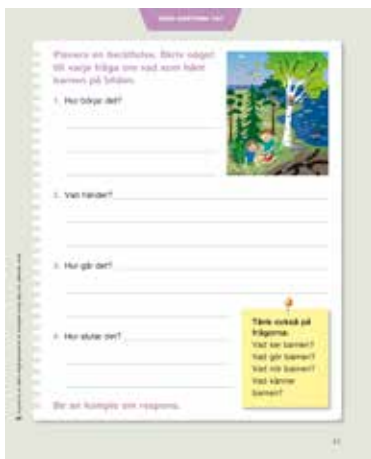 Planera en berättelse. Skriv något
till varje fråga om vad som hänt
barnen på bilden.
1. Hur börjar det?
2. Vad händer?
3. Hur går det?
4. Hur slutar det?
Tänk också på
frågorna:
Vad ser barnen?
Vad gör barnen?
Vad hör barnen?
Vad känner
barnen?
Be en kompis om respons.